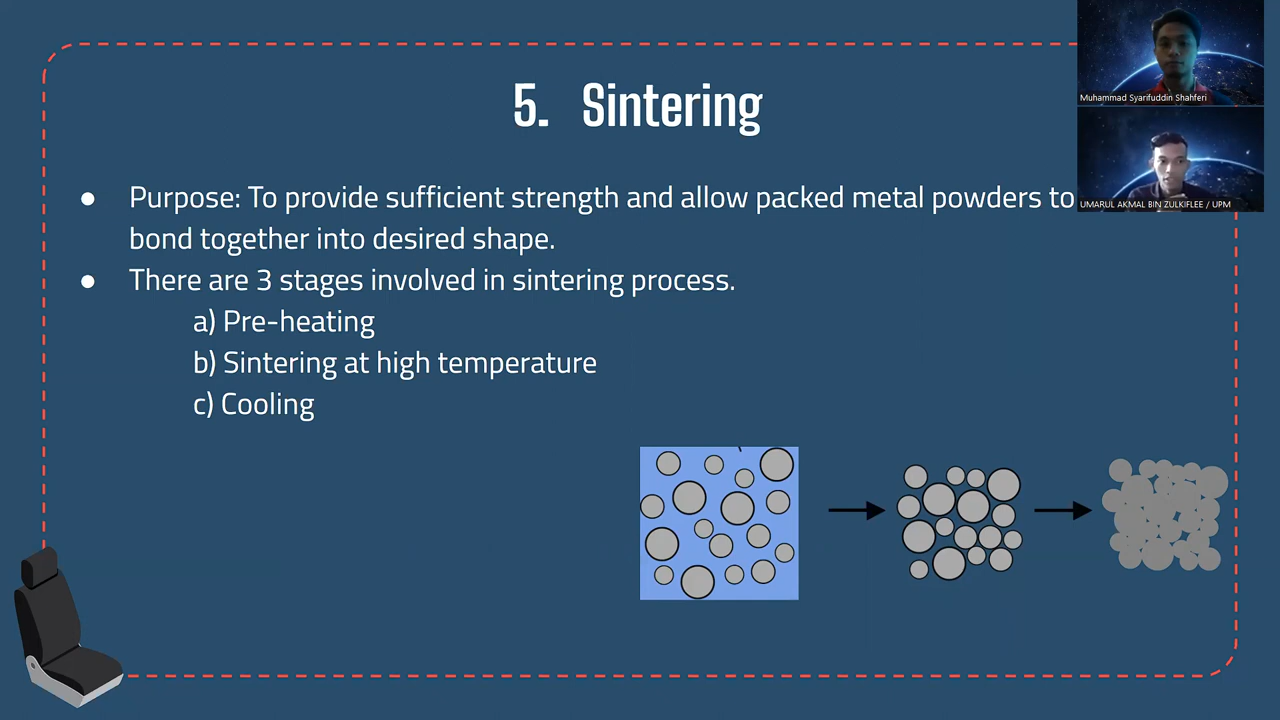 5. Sintering
Muhammad Syarifuddin Shahferi
UMARUL AKMAL BIN ZULKIFLEE / UPM
● Purpose: To provide sufficient strength and allow packed metal powders to
bond together into desired shape.
● There are 3 stages involved in sintering process.
a) Pre-heating
b) Sintering at high temperature
c) Cooling